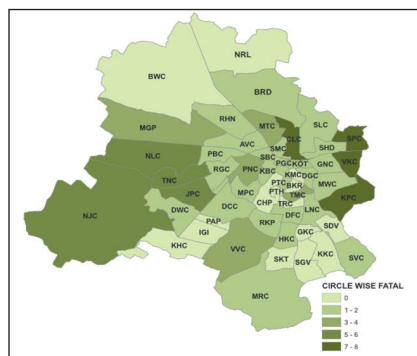 NRL
BWC
BRD
RHN
MTC
SLC
CLC
SPC
MGP
AVC
SMC
SHD
NLC
PBC
SBC
PGC KOT
GNC
VKC
RGC
PNC
KBC
KMC DGC
TNC
PTC
BKR
MWC
JPC
MPC
PTH
TMC
KPC
NJC
DWC
DCC
CHP
TRC
LNC
PAP
RKP
DFC
SDV
IGI
GKC
KHC
VVC
HKC
SKT
SGV
KKC
SVC
MRC
CIRCLE WISE FATAL
0
1 - 2
3 - 4
5 - 6
7 - 8